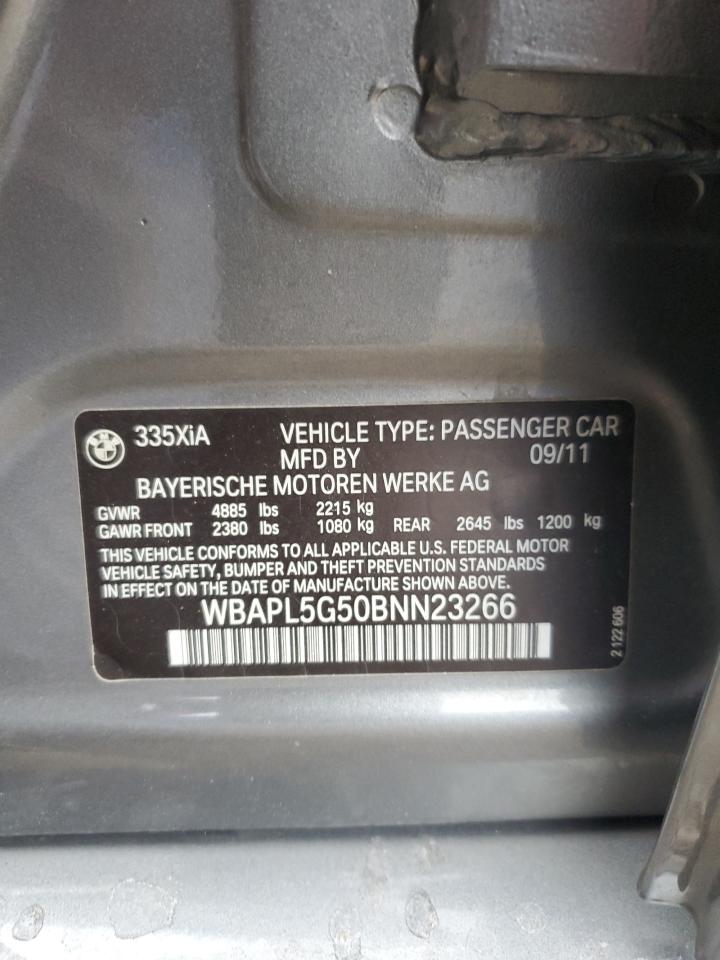 335XiA VEHICLE TYPE: PASSENGER CAR
MFD BY 09/11
BAYERISCHE MOTOREN WERKE AG
GVWR 4885 lbs 2215 kg
GAWR FRONT 2380 lbs 1080 kg REAR 2645 lbs 1200 kg
THIS VEHICLE CONFORMS TO ALL APPLICABLE U.S. FEDERAL MOTOR
VEHICLE SAFETY, BUMPER AND THEFT PREVENTION STANDARDS
IN EFFECT ON THE DATE OF MANUFACTURE SHOWN ABOVE.
WBAPL5G50BNN23266
2 122 606